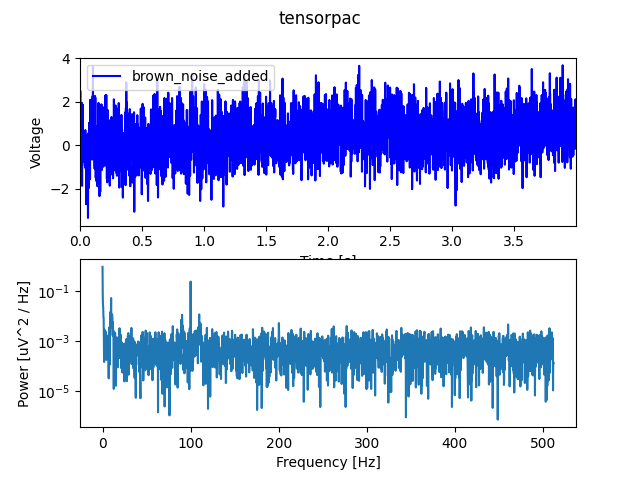 tensorpac
4
2
0
−2
Voltage
brown_noise_added
0.0 0.5 1.0 1.5 2.0 2.5 3.0 3.5
Time [s]
10−1
10−3
10−5
Power [uV^2 / Hz]
0 100 200 300 400 500
Frequency [Hz]